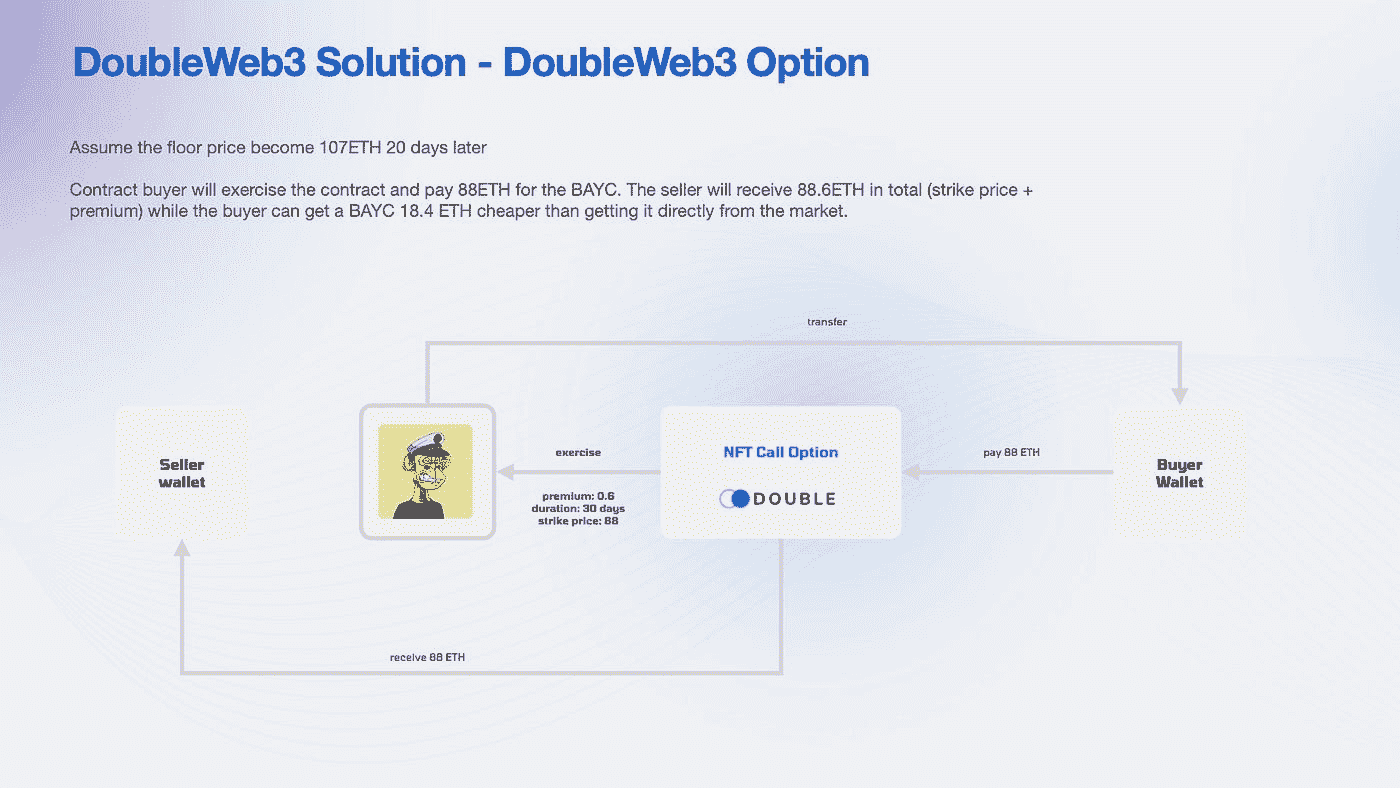 DoubleWeb3 Solution - DoubleWeb3 Option
Assume the floor price become 107ETH 20 days later
Contract buyer will exercise the contract and pay 88ETH for the BAYC. The seller will receive 88.6ETH in total (strike price +
premium) while the buyer can get a BAYC 18.4 ETH cheaper than getting it directly from the market.
transfer
Seller
wallet
exercise
premium: 0.6
duration: 30 days
strike price: 88
NFT Call Option
DOUBLE
pay 88 ETH
Buyer
Wallet
receive 88 ETH